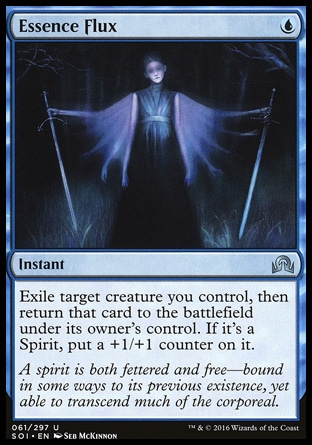 Essence Flux
Instant
Exile target creature you control, then
return that card to the battlefield
under its owner's control. If it's a
Spirit, put a +1/+1 counter on it.
A spirit is both fettered and free—bound
in some ways to its previous existence, yet
able to transcend much of the corporeal.
061/297 U
SOI • EN Seb McKinnon
™ & © 2016 Wizards of the Coast